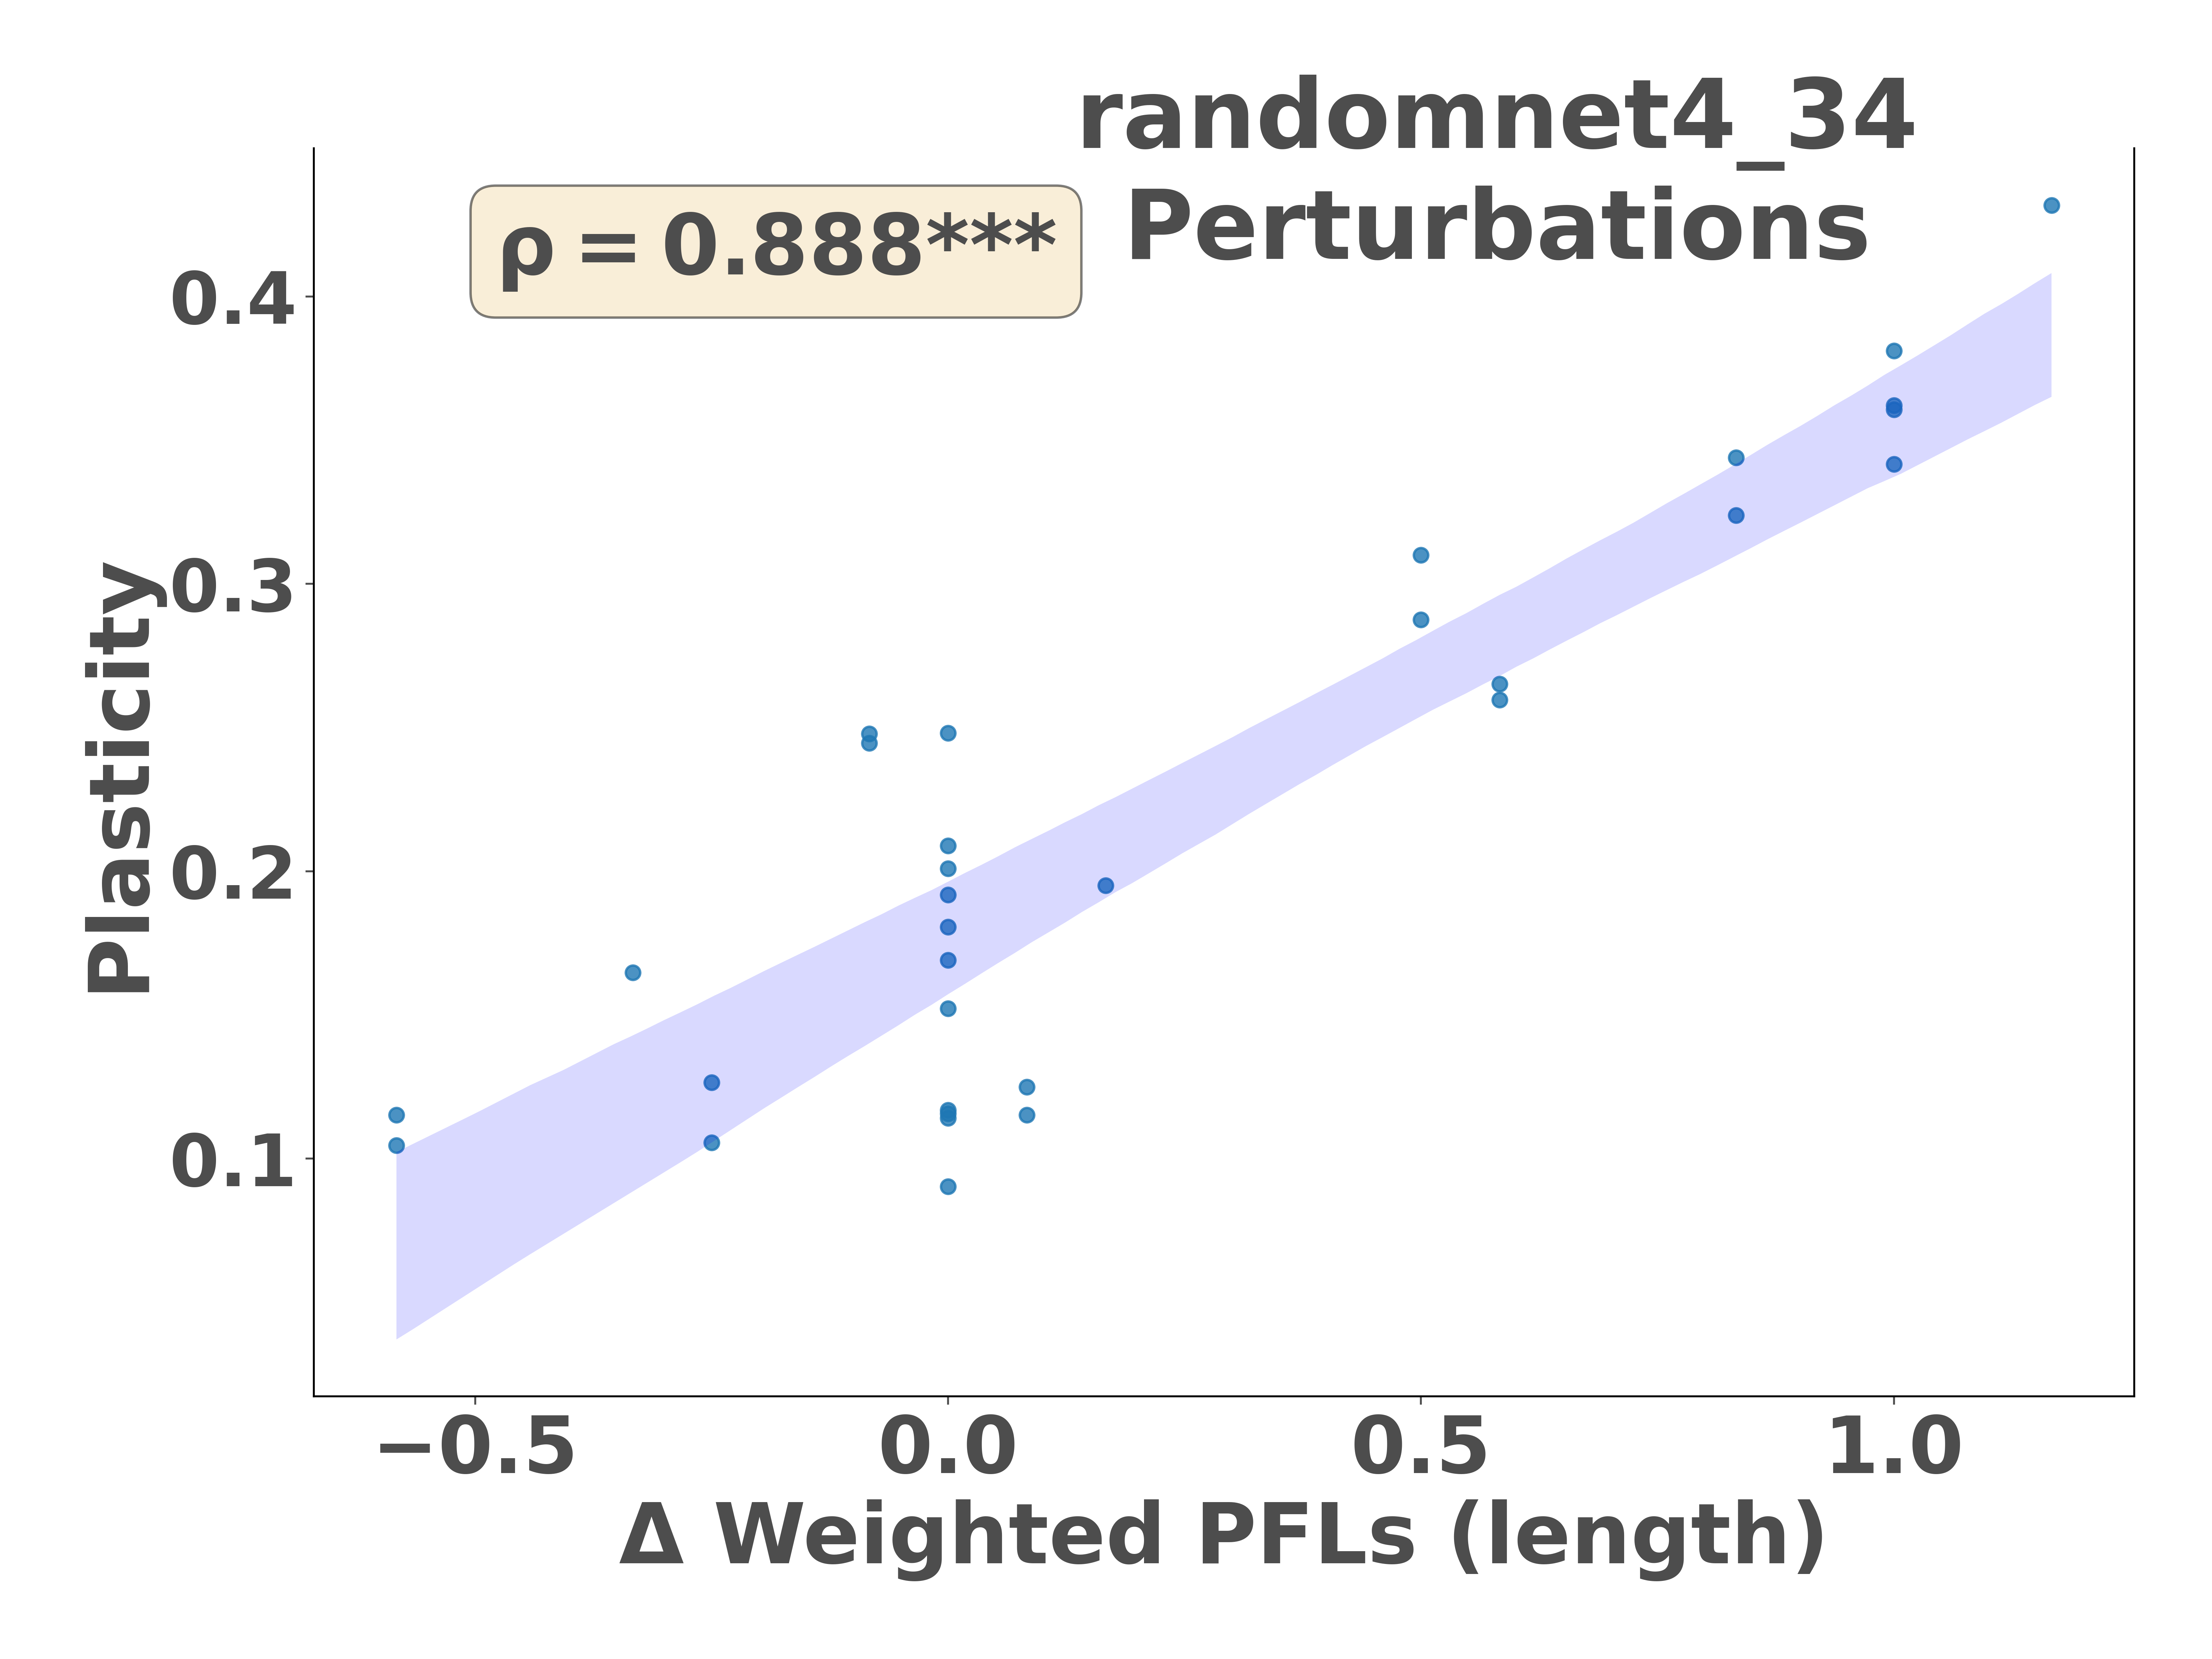 randomnet4_34
Perturbations
ρ = 0.888***
Plasticity
0.4
0.3
0.2
0.1
−0.5
0.0
0.5
1.0
Δ Weighted PFLs (length)